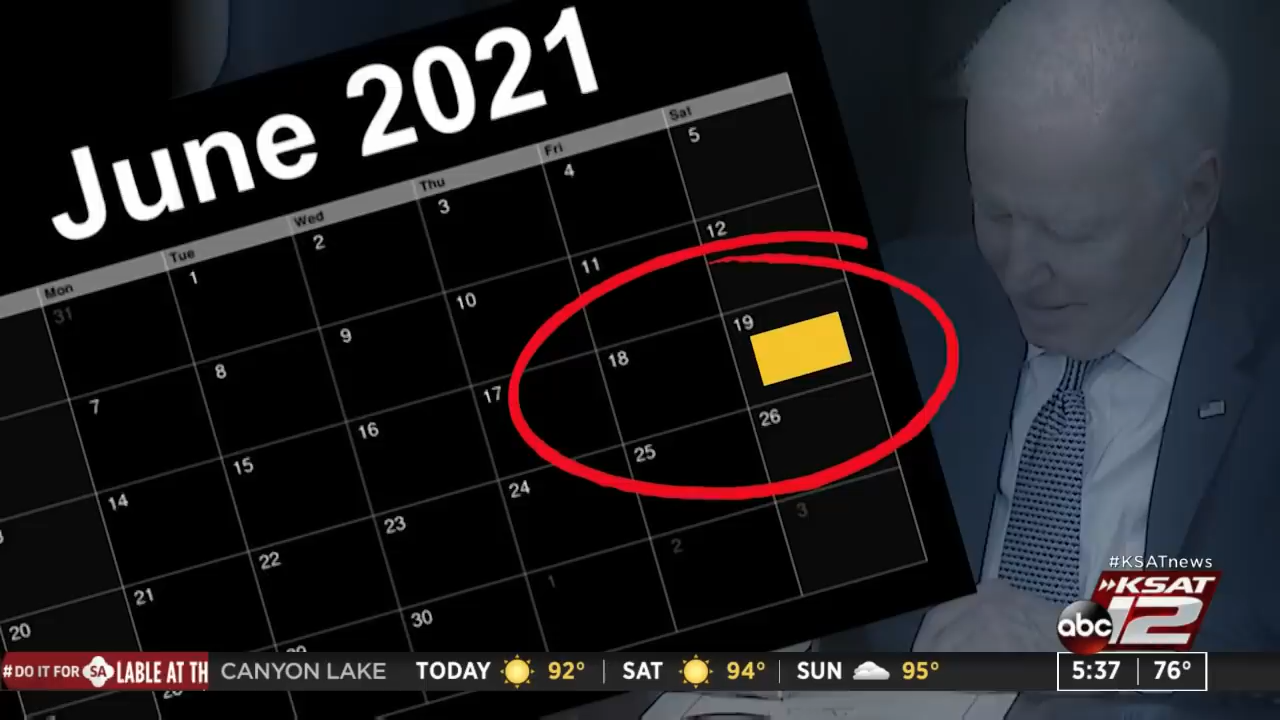 June 2021
Mon Tue Wed Thu Fri Sat
31 1 2 3 4 5
7 8 9 10 11 12
14 15 16 17 18 19
20 21 22 23 24 25 26
30 1 2 3
#KSATnews
KSAT
abc 12
#DO IT FOR SA LABLE AT TH CANYON LAKE TODAY 92° SAT 94° SUN 95° 5:37 76°